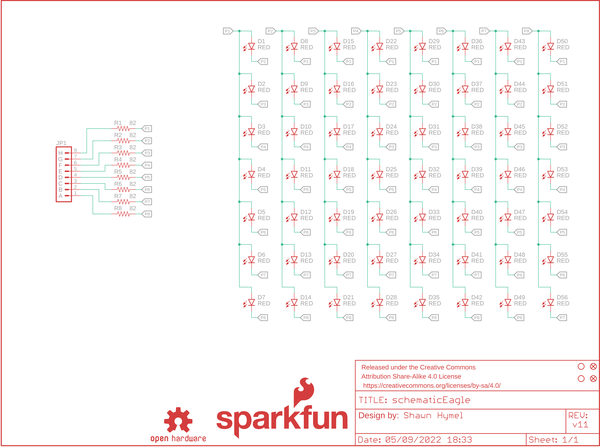 D1 RED D8 RED D15 RED D22 RED D29 RED D36 RED D43 RED D50 RED
D2 RED D9 RED D16 RED D23 RED D30 RED D37 RED D44 RED D51 RED
D3 RED D10 RED D17 RED D24 RED D31 RED D38 RED D45 RED D52 RED
D4 RED D11 RED D18 RED D25 RED D32 RED D39 RED D46 RED D53 RED
D5 RED D12 RED D19 RED D26 RED D33 RED D40 RED D47 RED D54 RED
D6 RED D13 RED D20 RED D27 RED D34 RED D41 RED D48 RED D55 RED
D7 RED D14 RED D21 RED D28 RED D35 RED D42 RED D49 RED D56 RED
JP1
R1 82
R2 82
R3 82
R4 82
R5 82
R6 82
R7 82
R8 82
H
G
F
E
D
C
B
A
open hardware
sparkfun
Released under the Creative Commons
Attribution Share-Alike 4.0 License
https://creativecommons.org/licenses/by-sa/4.0/
TITLE: schematicEagle
Design by: Shawn Hymel
REV: v11
Date: 05/09/2022 18:33
Sheet: 1/1